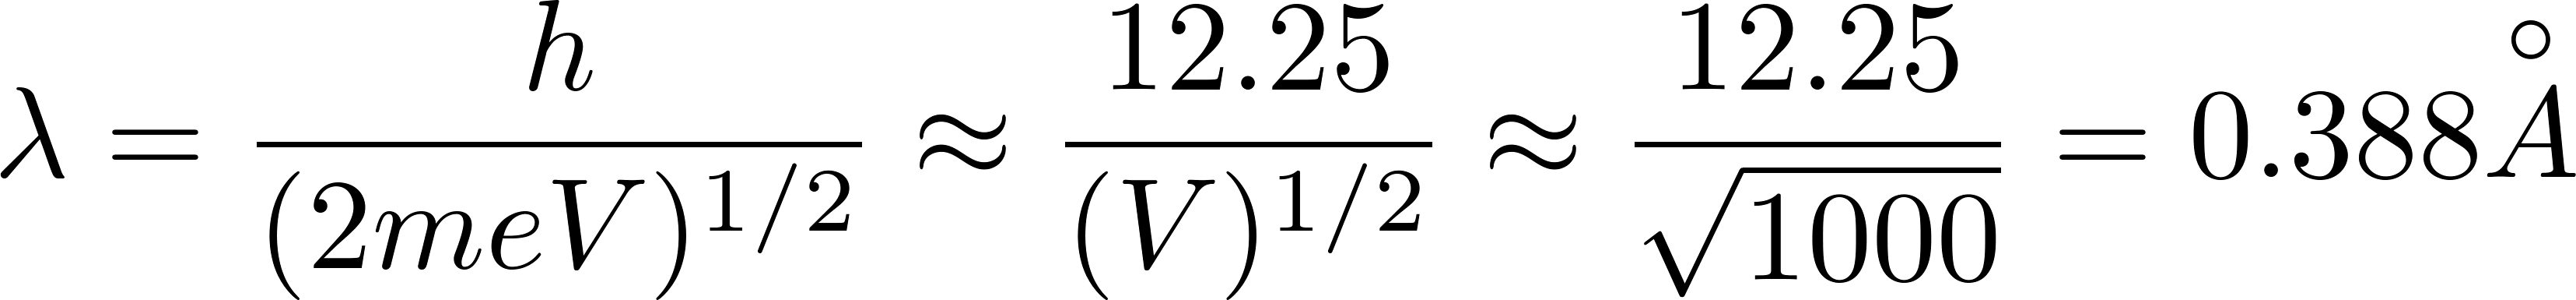 λ = h / (2meV)^{1/2} ≈ 12.25 / (V)^{1/2} ≈ 12.25 / √1000 = 0.388Å